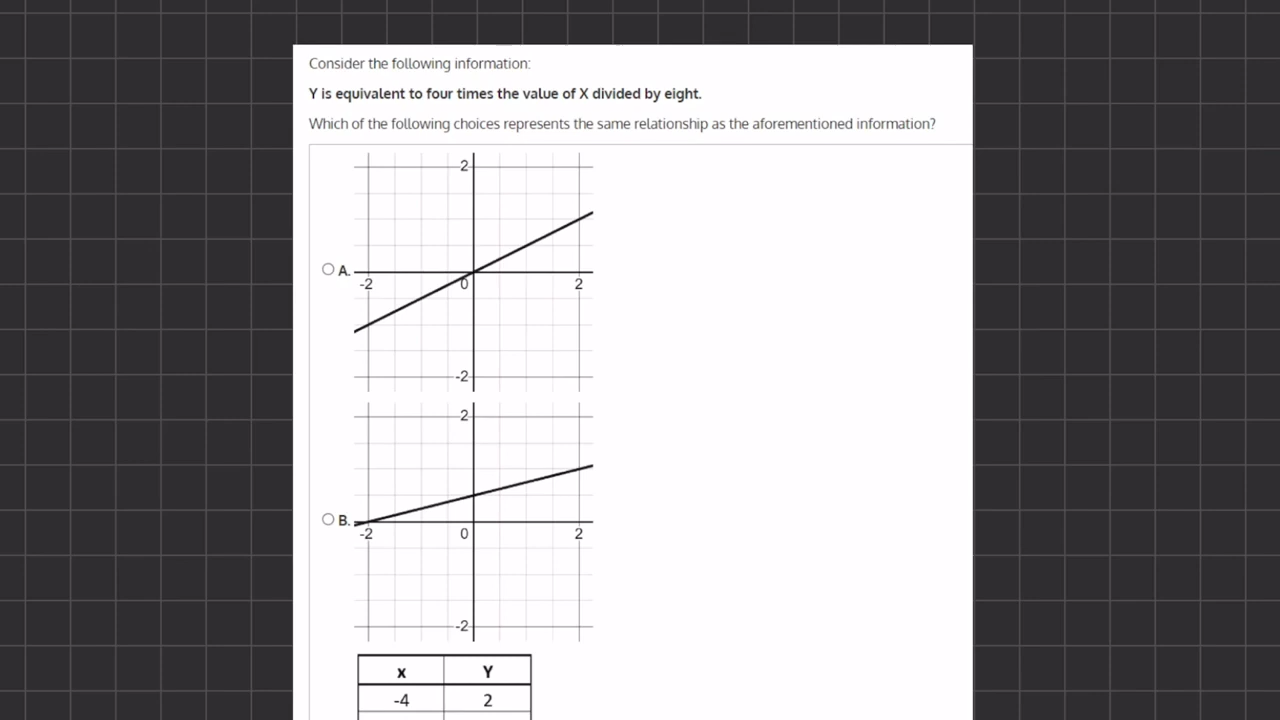 Consider the following information:
Y is equivalent to four times the value of X divided by eight.
Which of the following choices represents the same relationship as the aforementioned information?
2
A.
-2 0 2
-2
2
B.
-2 0 2
-2
x Y
-4 2